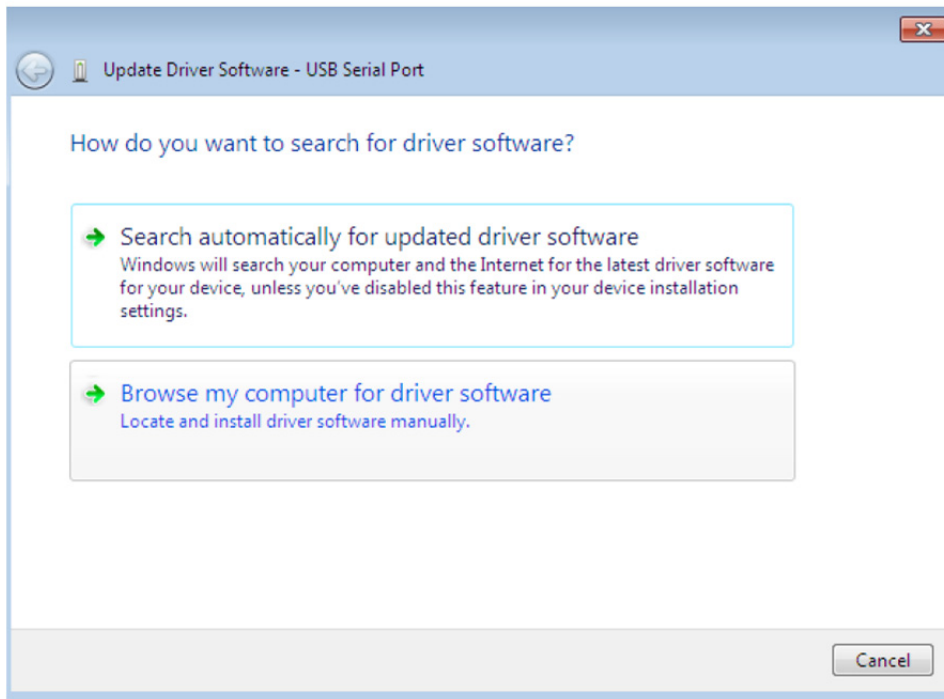 Update Driver Software - USB Serial Port
How do you want to search for driver software?
Search automatically for updated driver software
Windows will search your computer and the Internet for the latest driver software
for your device, unless you've disabled this feature in your device installation
settings.
Browse my computer for driver software
Locate and install driver software manually.
Cancel